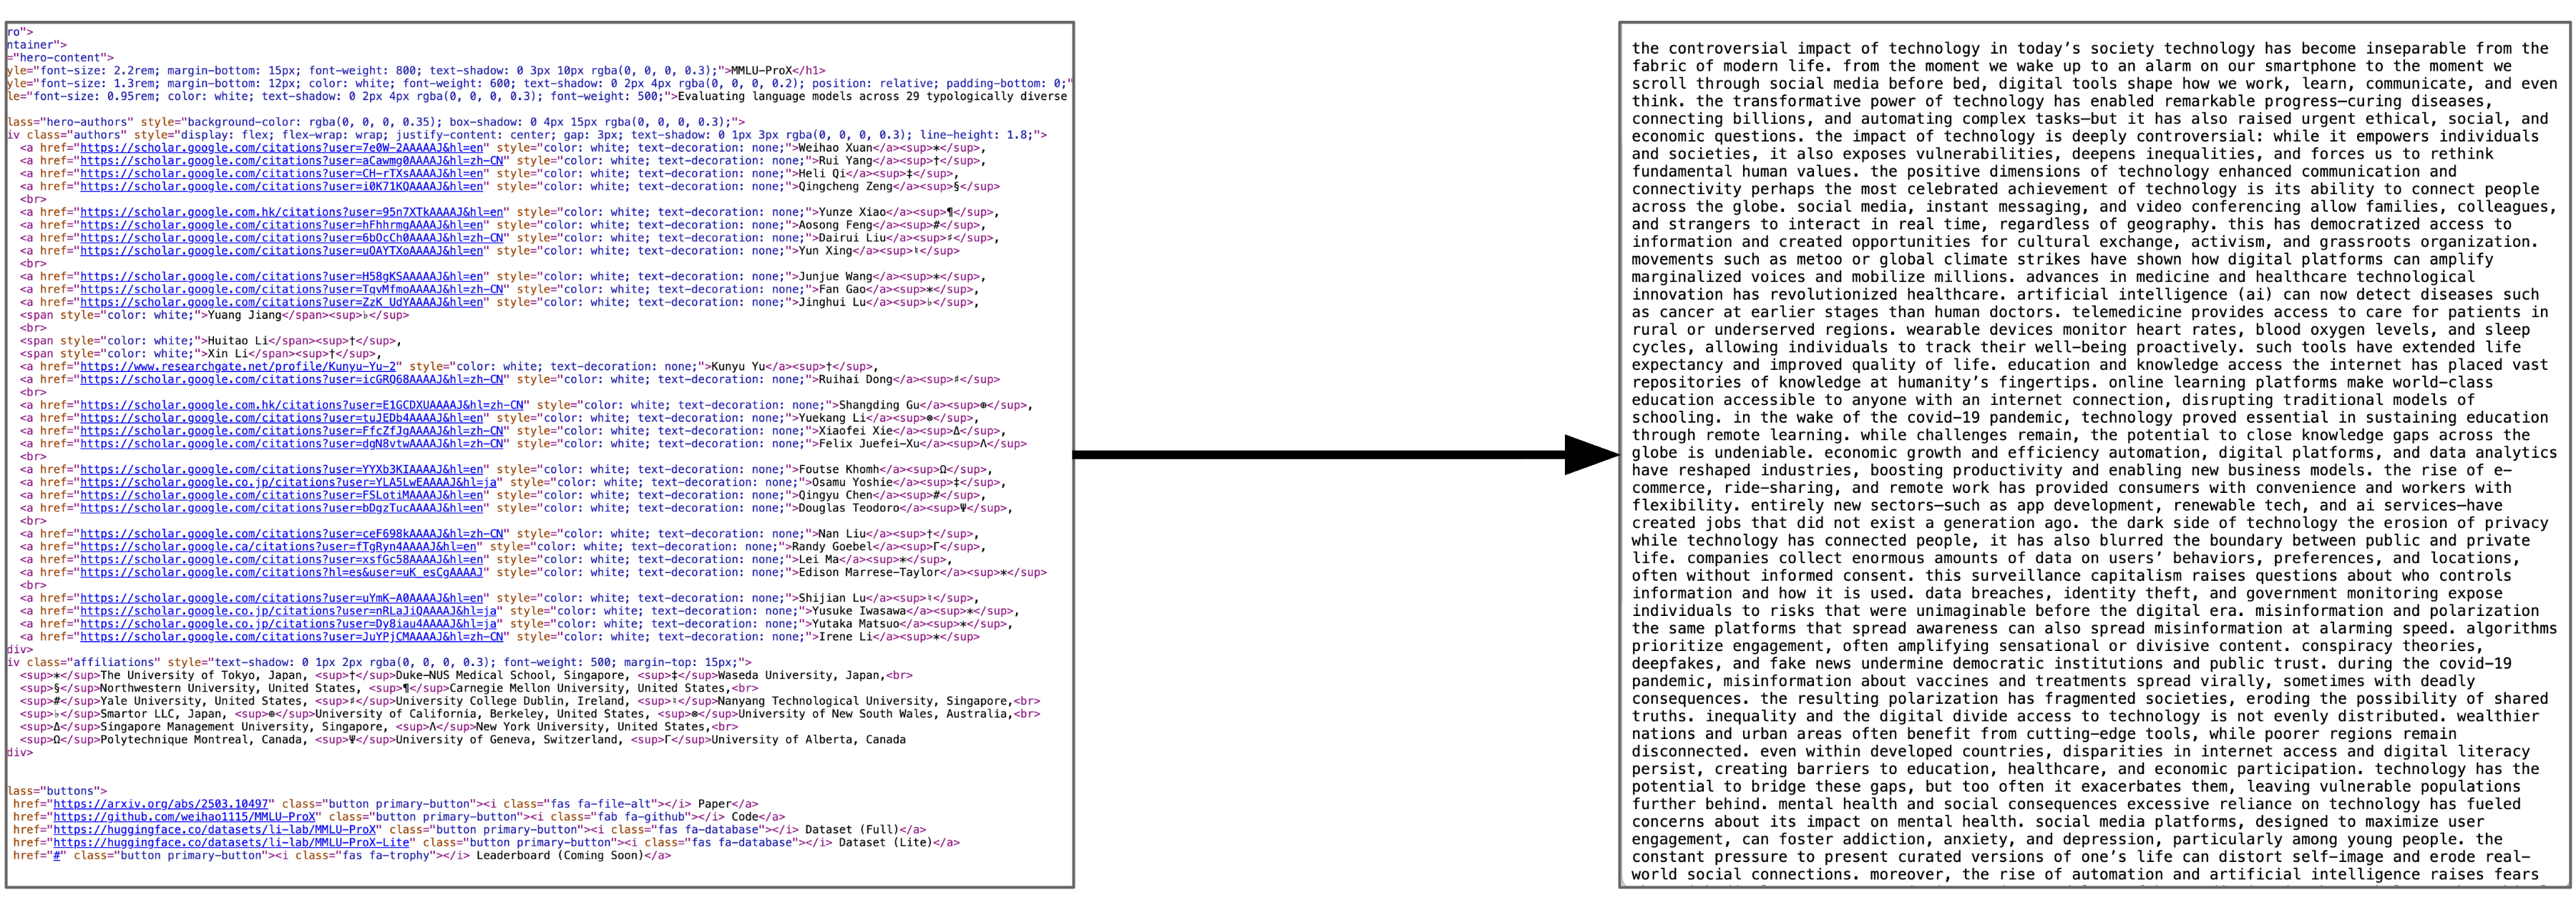 ro">
ntainer">
="hero-content">
yle="font-size: 2.2rem; margin-bottom: 15px; font-weight: 800; text-shadow: 0 3px 10px rgba(0, 0, 0, 0.3);">MMLU-ProX</h1>
yle="font-size: 1.3rem; margin-bottom: 12px; color: white; font-weight: 600; text-shadow: 0 2px 4px rgba(0, 0, 0, 0.2); position: relative; padding-bottom: 0;"
le="font-size: 0.95rem; color: white; text-shadow: 0 2px 4px rgba(0, 0, 0, 0.3); font-weight: 500;">Evaluating language models across 29 typologically diverse
lass="hero-authors" style="background-color: rgba(0, 0, 0, 0.35); box-shadow: 0 4px 15px rgba(0, 0, 0, 0.3);">
iv class="authors" style="display: flex; flex-wrap: wrap; justify-content: center; gap: 3px; text-shadow: 0 1px 3px rgba(0, 0, 0, 0.3); line-height: 1.8;">
<a href="https://scholar.google.com/citations?user=7e0W-2AAAAAJ&hl=en" style="color: white; text-decoration: none;">Weihao Xuan</a><sup>∗</sup>,
<a href="https://scholar.google.com/citations?user=aCawmg0AAAAJ&hl=zh-CN" style="color: white; text-decoration: none;">Rui Yang</a><sup>†</sup>,
<a href="https://scholar.google.com/citations?user=CH-rTXsAAAAJ&hl=en" style="color: white; text-decoration: none;">Heli Qi</a><sup>‡</sup>,
<a href="https://scholar.google.com/citations?user=i0K71KQAAAAJ&hl=en" style="color: white; text-decoration: none;">Qingcheng Zeng</a><sup>§</sup>
<br>
<a href="https://scholar.google.com.hk/citations?user=95n7XTkAAAAJ&hl=en" style="color: white; text-decoration: none;">Yunze Xiao</a><sup>¶</sup>,
<a href="https://scholar.google.com/citations?user=hFhhrmgAAAAJ&hl=en" style="color: white; text-decoration: none;">Aosong Feng</a><sup>#</sup>,
<a href="https://scholar.google.com/citations?user=6bOcCh0AAAAJ&hl=zh-CN" style="color: white; text-decoration: none;">Dairui Liu</a><sup>♯</sup>,
<a href="https://scholar.google.com/citations?user=uOAYTXoAAAAJ&hl=en" style="color: white; text-decoration: none;">Yun Xing</a><sup>♮</sup>
<br>
<a href="https://scholar.google.com/citations?user=H58gKSAAAAAJ&hl=en" style="color: white; text-decoration: none;">Junjue Wang</a><sup>∗</sup>,
<a href="https://scholar.google.com/citations?user=TqvMfmoAAAAJ&hl=zh-CN" style="color: white; text-decoration: none;">Fan Gao</a><sup>∗</sup>,
<a href="https://scholar.google.com/citations?user=ZzK_UdYAAAAJ&hl=en" style="color: white; text-decoration: none;">Jinghui Lu</a><sup>♭</sup>,
<span style="color: white;">Yuang Jiang</span><sup>♭</sup>
<br>
<span style="color: white;">Huitao Li</span><sup>†</sup>,
<span style="color: white;">Xin Li</span><sup>†</sup>,
<a href="https://www.researchgate.net/profile/Kunyu-Yu-2" style="color: white; text-decoration: none;">Kunyu Yu</a><sup>†</sup>,
<a href="https://scholar.google.com/citations?user=icGRQ68AAAAJ&hl=zh-CN" style="color: white; text-decoration: none;">Ruihai Dong</a><sup>♯</sup>
<br>
<a href="https://scholar.google.com.hk/citations?user=E1GCDXUAAAAJ&hl=zh-CN" style="color: white; text-decoration: none;">Shangding Gu</a><sup>⊕</sup>,
<a href="https://scholar.google.com/citations?user=tuJEDb4AAAAJ&hl=en" style="color: white; text-decoration: none;">Yuekang Li</a><sup>⊗</sup>,
<a href="https://scholar.google.com/citations?user=FfcZfJgAAAAJ&hl=zh-CN" style="color: white; text-decoration: none;">Xiaofei Xie</a><sup>Δ</sup>,
<a href="https://scholar.google.com/citations?user=dgN8vtwAAAAJ&hl=zh-CN" style="color: white; text-decoration: none;">Felix Juefei-Xu</a><sup>Λ</sup>
<br>
<a href="https://scholar.google.com/citations?user=YYXb3KIAAAAJ&hl=en" style="color: white; text-decoration: none;">Foutse Khomh</a><sup>Ω</sup>,
<a href="https://scholar.google.co.jp/citations?user=YLA5LwEAAAAJ&hl=ja" style="color: white; text-decoration: none;">Osamu Yoshie</a><sup>‡</sup>,
<a href="https://scholar.google.com/citations?user=FSLotiMAAAAJ&hl=en" style="color: white; text-decoration: none;">Qingyu Chen</a><sup>#</sup>,
<a href="https://scholar.google.com/citations?user=bDgzTucAAAAJ&hl=en" style="color: white; text-decoration: none;">Douglas Teodoro</a><sup>Ψ</sup>,
<br>
<a href="https://scholar.google.com/citations?user=ceF698kAAAAJ&hl=zh-CN" style="color: white; text-decoration: none;">Nan Liu</a><sup>†</sup>,
<a href="https://scholar.google.ca/citations?user=fTgRyn4AAAAJ&hl=en" style="color: white; text-decoration: none;">Randy Goebel</a><sup>Γ</sup>,
<a href="https://scholar.google.com/citations?user=xsfGc58AAAAJ&hl=en" style="color: white; text-decoration: none;">Lei Ma</a><sup>∗</sup>,
<a href="https://scholar.google.com/citations?hl=es&user=uK_esCgAAAAJ" style="color: white; text-decoration: none;">Edison Marrese-Taylor</a><sup>∗</sup>
<br>
<a href="https://scholar.google.com/citations?user=uYmK-A0AAAAJ&hl=en" style="color: white; text-decoration: none;">Shijian Lu</a><sup>♮</sup>,
<a href="https://scholar.google.co.jp/citations?user=nRLaJiQAAAAJ&hl=ja" style="color: white; text-decoration: none;">Yusuke Iwasawa</a><sup>∗</sup>,
<a href="https://scholar.google.co.jp/citations?user=Dy8iau4AAAAJ&hl=ja" style="color: white; text-decoration: none;">Yutaka Matsuo</a><sup>∗</sup>,
<a href="https://scholar.google.com/citations?user=JuYPjCMAAAAJ&hl=zh-CN" style="color: white; text-decoration: none;">Irene Li</a><sup>∗</sup>
div>
iv class="affiliations" style="text-shadow: 0 1px 2px rgba(0, 0, 0, 0.3); font-weight: 500; margin-top: 15px;">
<sup>∗</sup>The University of Tokyo, Japan, <sup>†</sup>Duke-NUS Medical School, Singapore, <sup>‡</sup>Waseda University, Japan,<br>
<sup>§</sup>Northwestern University, United States, <sup>¶</sup>Carnegie Mellon University, United States,<br>
<sup>#</sup>Yale University, United States, <sup>♯</sup>University College Dublin, Ireland, <sup>♮</sup>Nanyang Technological University, Singapore,<br>
<sup>♭</sup>Smartor LLC, Japan, <sup>⊕</sup>University of California, Berkeley, United States, <sup>⊗</sup>University of New South Wales, Australia,<br>
<sup>Δ</sup>Singapore Management University, Singapore, <sup>Λ</sup>New York University, United States,<br>
<sup>Ω</sup>Polytechnique Montreal, Canada, <sup>Ψ</sup>University of Geneva, Switzerland, <sup>Γ</sup>University of Alberta, Canada
div>
lass="buttons">
href="https://arxiv.org/abs/2503.10497" class="button primary-button"><i class="fas fa-file-alt"></i> Paper</a>
href="https://github.com/weihao1115/MMLU-ProX" class="button primary-button"><i class="fab fa-github"></i> Code</a>
href="https://huggingface.co/datasets/li-lab/MMLU-ProX" class="button primary-button"><i class="fas fa-database"></i> Dataset (Full)</a>
href="https://huggingface.co/datasets/li-lab/MMLU-ProX-Lite" class="button primary-button"><i class="fas fa-database"></i> Dataset (Lite)</a>
href="#" class="button primary-button"><i class="fas fa-trophy"></i> Leaderboard (Coming Soon)</a>
the controversial impact of technology in today's society technology has become inseparable from the
fabric of modern life. from the moment we wake up to an alarm on our smartphone to the moment we
scroll through social media before bed, digital tools shape how we work, learn, communicate, and even
think. the transformative power of technology has enabled remarkable progress–curing diseases,
connecting billions, and automating complex tasks–but it has also raised urgent ethical, social, and
economic questions. the impact of technology is deeply controversial: while it empowers individuals
and societies, it also exposes vulnerabilities, deepens inequalities, and forces us to rethink
fundamental human values. the positive dimensions of technology enhanced communication and
connectivity perhaps the most celebrated achievement of technology is its ability to connect people
across the globe. social media, instant messaging, and video conferencing allow families, colleagues,
and strangers to interact in real time, regardless of geography. this has democratized access to
information and created opportunities for cultural exchange, activism, and grassroots organization.
movements such as metoo or global climate strikes have shown how digital platforms can amplify
marginalized voices and mobilize millions. advances in medicine and healthcare technological
innovation has revolutionized healthcare. artificial intelligence (ai) can now detect diseases such
as cancer at earlier stages than human doctors. telemedicine provides access to care for patients in
rural or underserved regions. wearable devices monitor heart rates, blood oxygen levels, and sleep
cycles, allowing individuals to track their well-being proactively. such tools have extended life
expectancy and improved quality of life. education and knowledge access the internet has placed vast
repositories of knowledge at humanity's fingertips. online learning platforms make world-class
education accessible to anyone with an internet connection, disrupting traditional models of
schooling. in the wake of the covid-19 pandemic, technology proved essential in sustaining education
through remote learning. while challenges remain, the potential to close knowledge gaps across the
globe is undeniable. economic growth and efficiency automation, digital platforms, and data analytics
have reshaped industries, boosting productivity and enabling new business models. the rise of e-
commerce, ride-sharing, and remote work has provided consumers with convenience and workers with
flexibility. entirely new sectors–such as app development, renewable tech, and ai services–have
created jobs that did not exist a generation ago. the dark side of technology the erosion of privacy
while technology has connected people, it has also blurred the boundary between public and private
life. companies collect enormous amounts of data on users' behaviors, preferences, and locations,
often without informed consent. this surveillance capitalism raises questions about who controls
information and how it is used. data breaches, identity theft, and government monitoring expose
individuals to risks that were unimaginable before the digital era. misinformation and polarization
the same platforms that spread awareness can also spread misinformation at alarming speed. algorithms
prioritize engagement, often amplifying sensational or divisive content. conspiracy theories,
deepfakes, and fake news undermine democratic institutions and public trust. during the covid-19
pandemic, misinformation about vaccines and treatments spread virally, sometimes with deadly
consequences. the resulting polarization has fragmented societies, eroding the possibility of shared
truths. inequality and the digital divide access to technology is not evenly distributed. wealthier
nations and urban areas often benefit from cutting-edge tools, while poorer regions remain
disconnected. even within developed countries, disparities in internet access and digital literacy
persist, creating barriers to education, healthcare, and economic participation. technology has the
potential to bridge these gaps, but too often it exacerbates them, leaving vulnerable populations
further behind. mental health and social consequences excessive reliance on technology has fueled
concerns about its impact on mental health. social media platforms, designed to maximize user
engagement, can foster addiction, anxiety, and depression, particularly among young people. the
constant pressure to present curated versions of one's life can distort self-image and erode real-
world social connections. moreover, the rise of automation and artificial intelligence raises fears